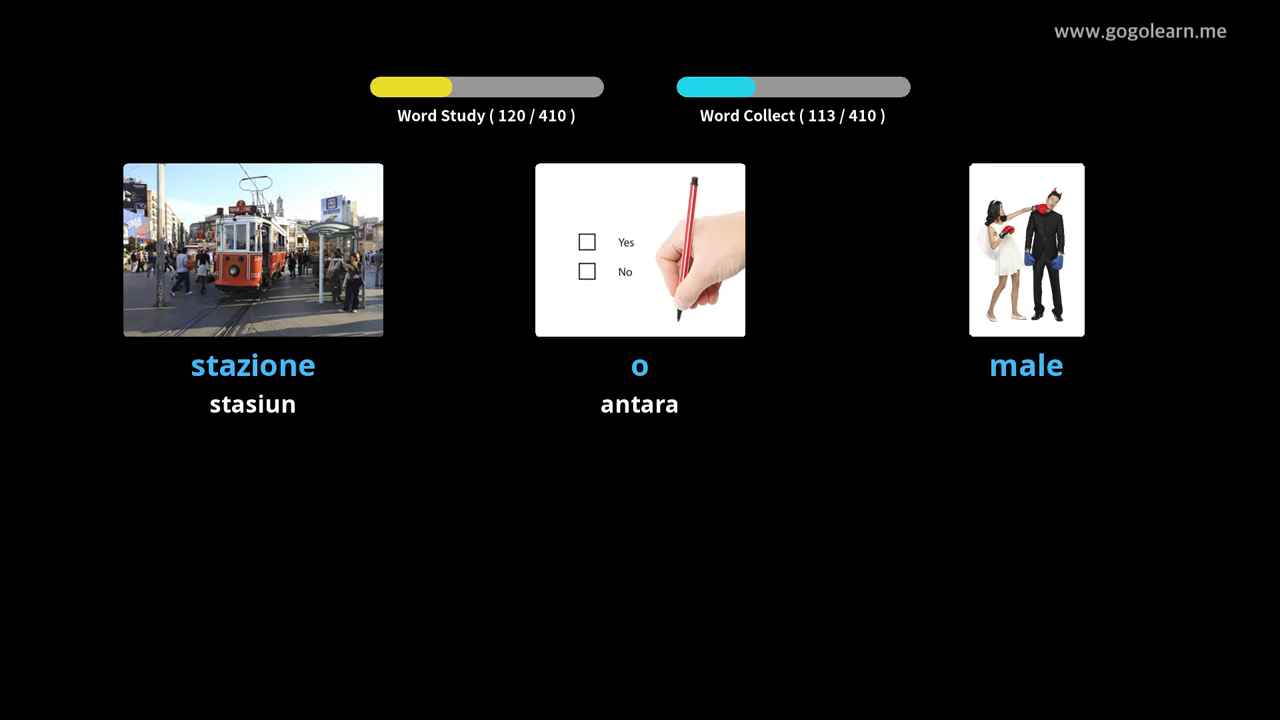 www.gogolearn.me
Word Study ( 120 / 410 )
Word Collect ( 113 / 410 )
Yes
No
stazione
o
male
stasiun
antara